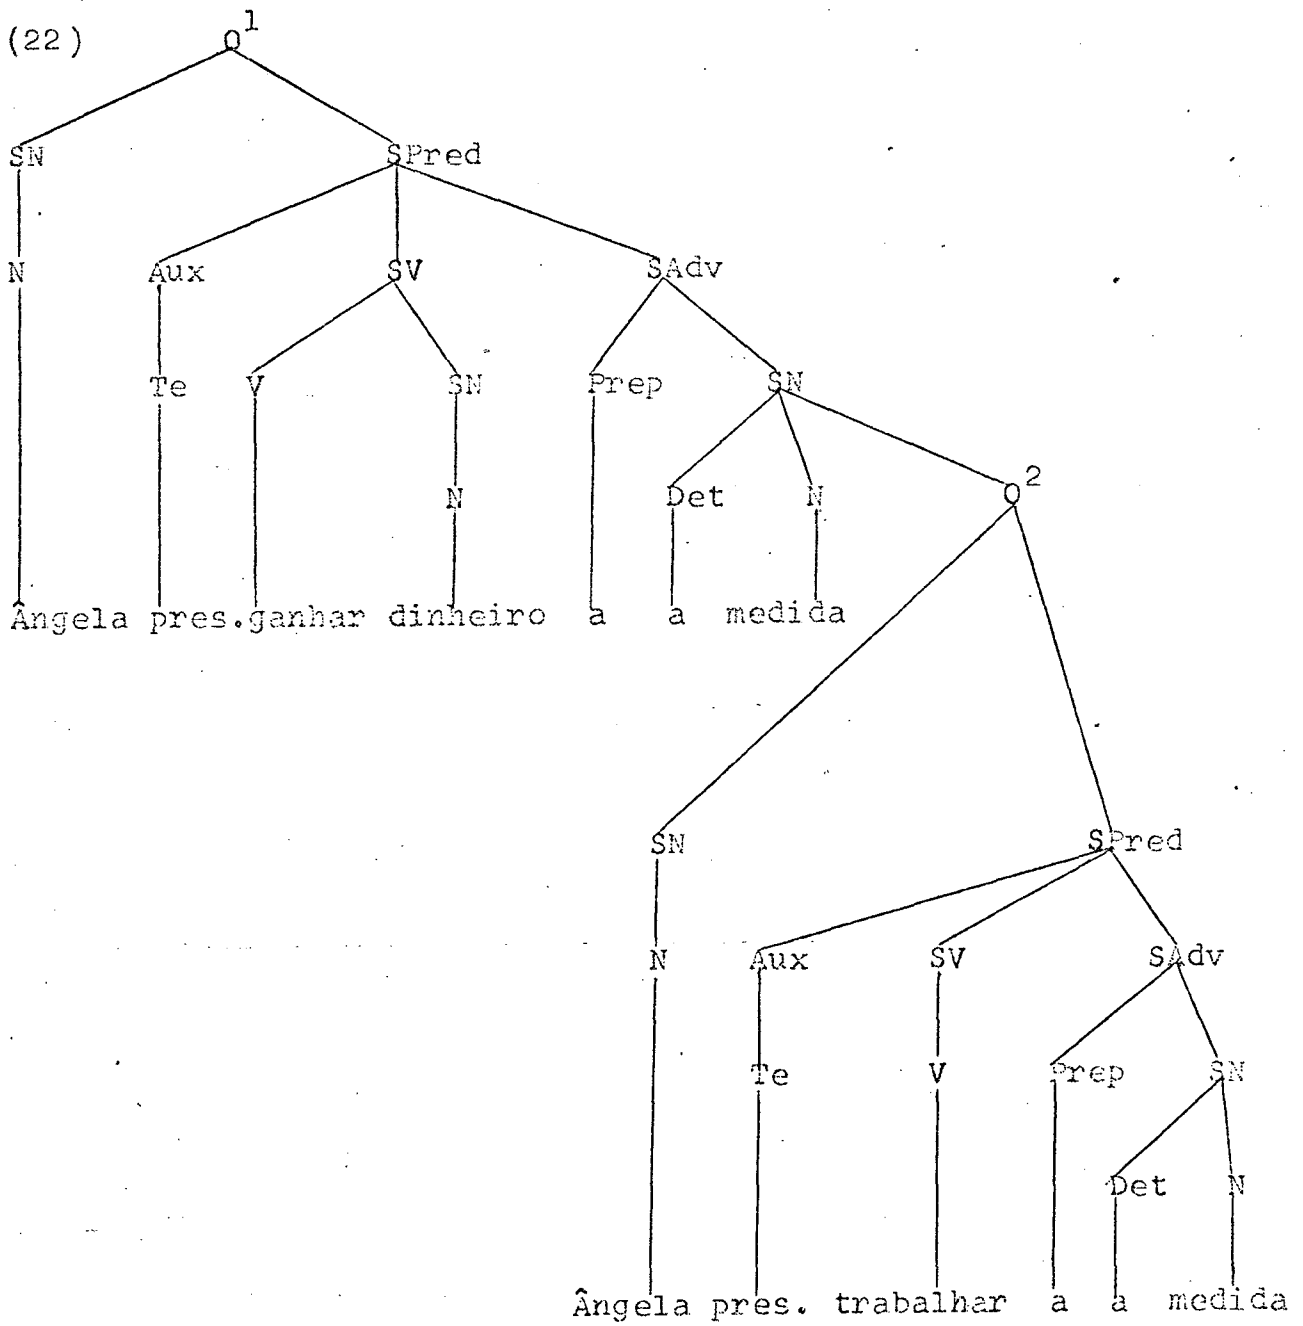 (22) O¹
SN SPred
N Aux SV SAdv
Te V SN Prep SN
N Det N O²
Ângela pres.ganhar dinheiro a a medida
SN SPred
N Aux SV SAdv
Te V Prep SN
Det N
Ângela pres. trabalhar a a medida